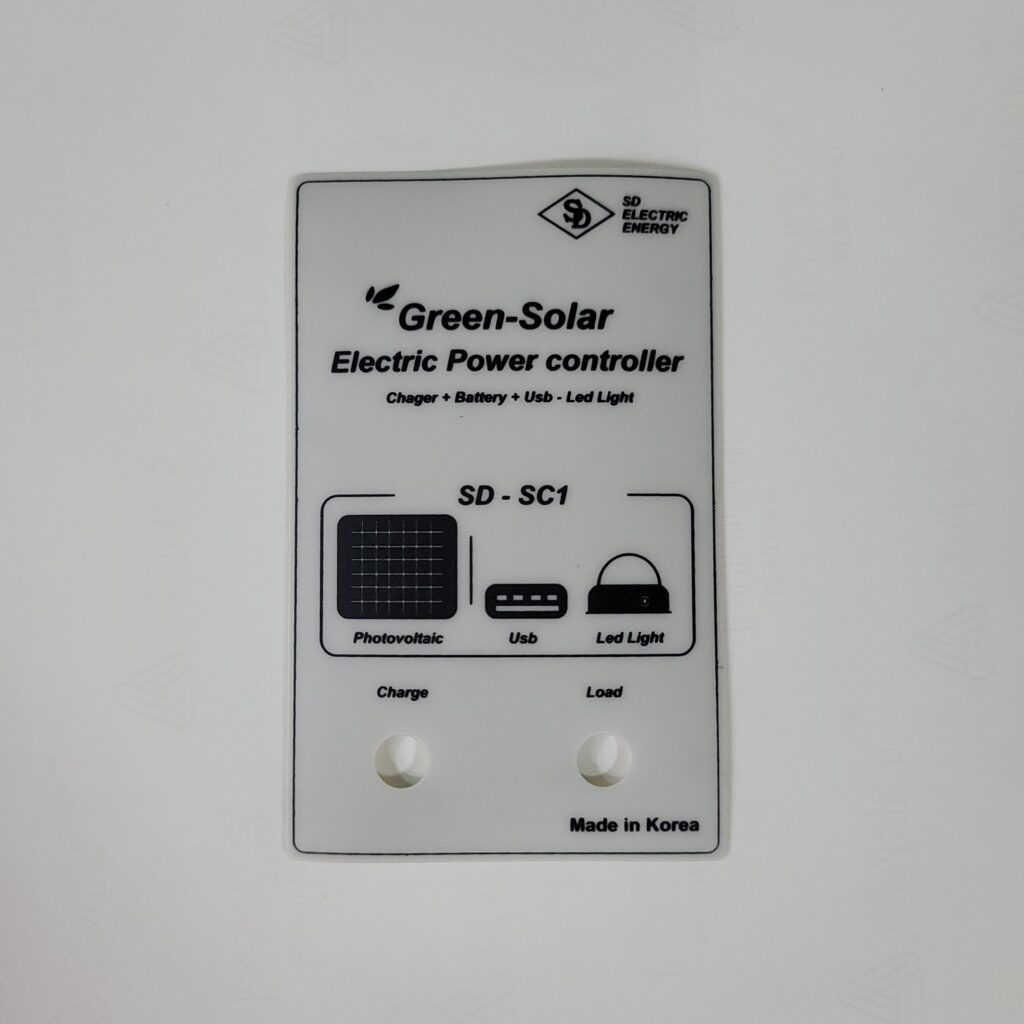 SD
SD
ELECTRIC
ENERGY
Green-Solar
Electric Power controller
Chager + Battery + Usb - Led Light
SD - SC1
Photovoltaic
Usb
Led Light
Charge
Load
Made in Korea